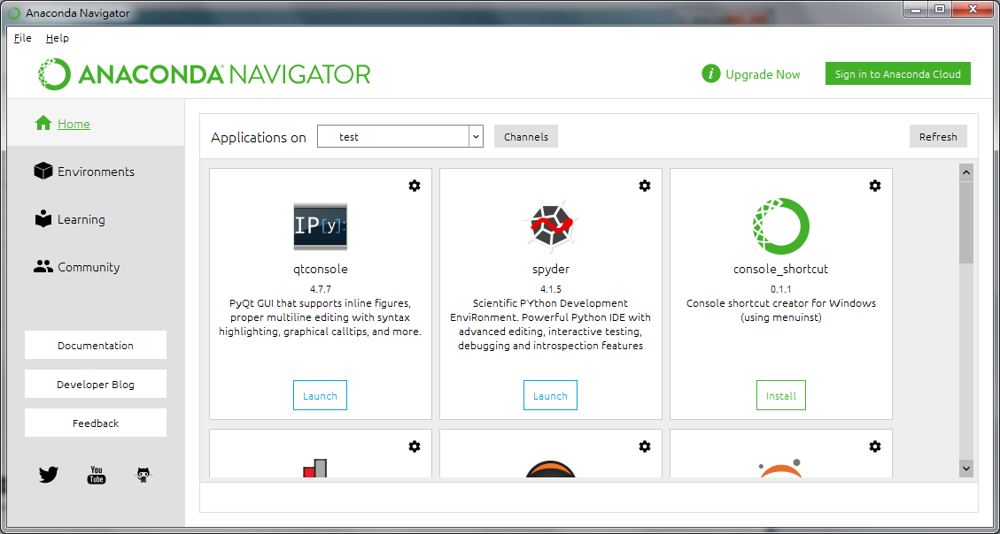 Anaconda Navigator
File Help
ANACONDA NAVIGATOR
i Upgrade Now
Sign in to Anaconda Cloud
Home
Applications on
test
Channels
Refresh
Environments
Learning
Community
Documentation
Developer Blog
Feedback
You
Tube
IP[y]:
qtconsole
4.7.7
PyQt GUI that supports inline figures,
proper multiline editing with syntax
highlighting, graphical calltips, and more.
Launch
spyder
4.1.5
Scientific PYthon Development
EnviRonment. Powerful Python IDE with
advanced editing, interactive testing,
debugging and introspection features
Launch
console_shortcut
0.1.1
Console shortcut creator for Windows
(using menuinst)
Install